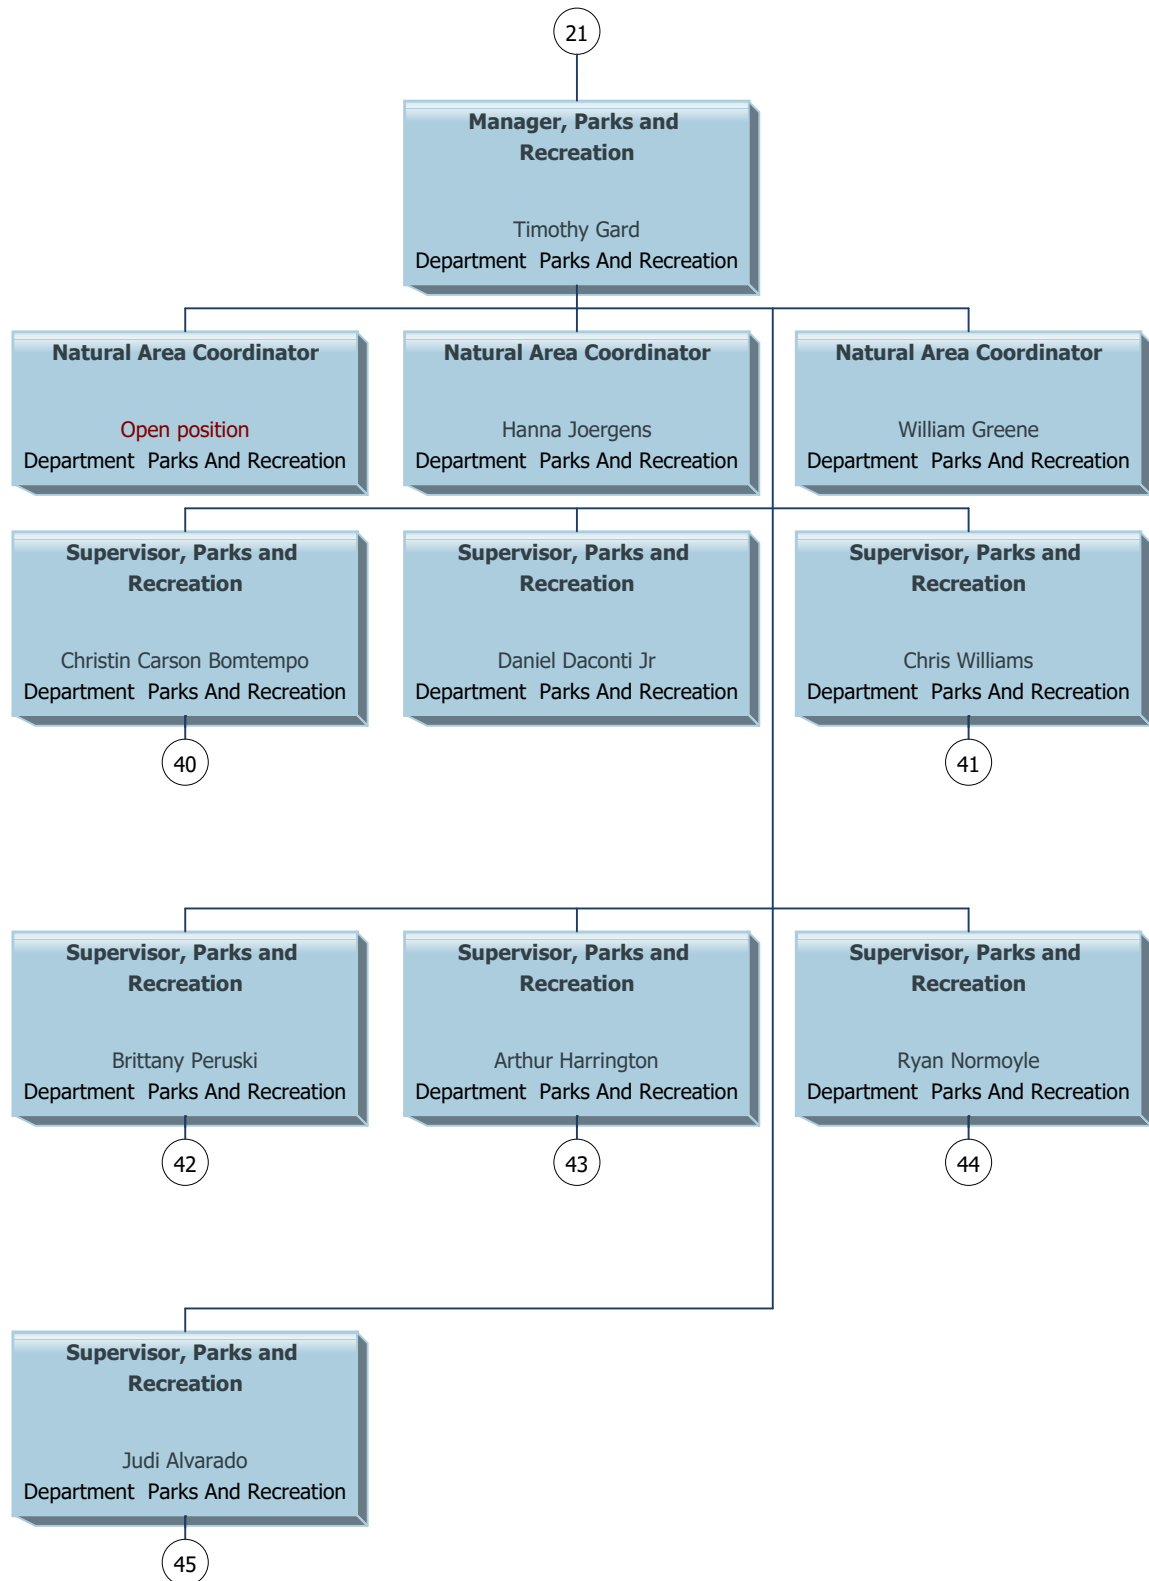 21
Manager, Parks and
Recreation
Timothy Gard
Department  Parks And Recreation
Natural Area Coordinator
Open position
Department  Parks And Recreation
Natural Area Coordinator
Hanna Joergens
Department  Parks And Recreation
Natural Area Coordinator
William Greene
Department  Parks And Recreation
Supervisor, Parks and
Recreation
Christin Carson Bomtempo
Department  Parks And Recreation
40
Supervisor, Parks and
Recreation
Daniel Daconti Jr
Department  Parks And Recreation
Supervisor, Parks and
Recreation
Chris Williams
Department  Parks And Recreation
41
Supervisor, Parks and
Recreation
Brittany Peruski
Department  Parks And Recreation
42
Supervisor, Parks and
Recreation
Arthur Harrington
Department  Parks And Recreation
43
Supervisor, Parks and
Recreation
Ryan Normoyle
Department  Parks And Recreation
44
Supervisor, Parks and
Recreation
Judi Alvarado
Department  Parks And Recreation
45